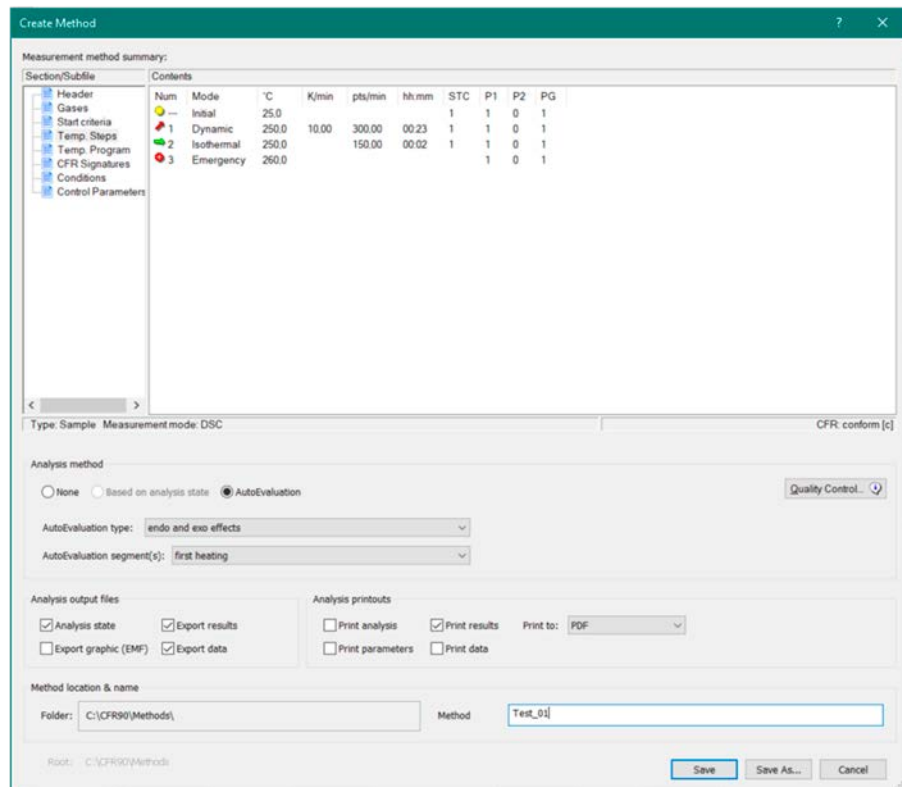 Create Method ? ×
Measurement method summary:
Section/Subfile Contents
Header
Gases
Start criteria
Temp. Steps
Temp. Program
CFR Signatures
Conditions
Control Parameters
Num Mode °C K/min pts/min hh:mm STC P1 P2 PG
--- Initial 25.0 1 1 0 1
1 Dynamic 250.0 10.00 300.00 00:23 1 1 0 1
2 Isothermal 250.0 150.00 00:02 1 1 0 1
3 Emergency 260.0 1 0 1
Type: Sample Measurement mode: DSC CFR: conform [c]
Analysis method
None Based on analysis state AutoEvaluation Quality Control...
AutoEvaluation type: endo and exo effects
AutoEvaluation segment(s): first heating
Analysis output files Analysis printouts
Analysis state Export results Print analysis Print results Print to: PDF
Export graphic (EMF) Export data Print parameters Print data
Method location & name
Folder: C:\CFR90\Methods\ Method Test_01
Root: C:\CFR90\Methods
Save Save As... Cancel